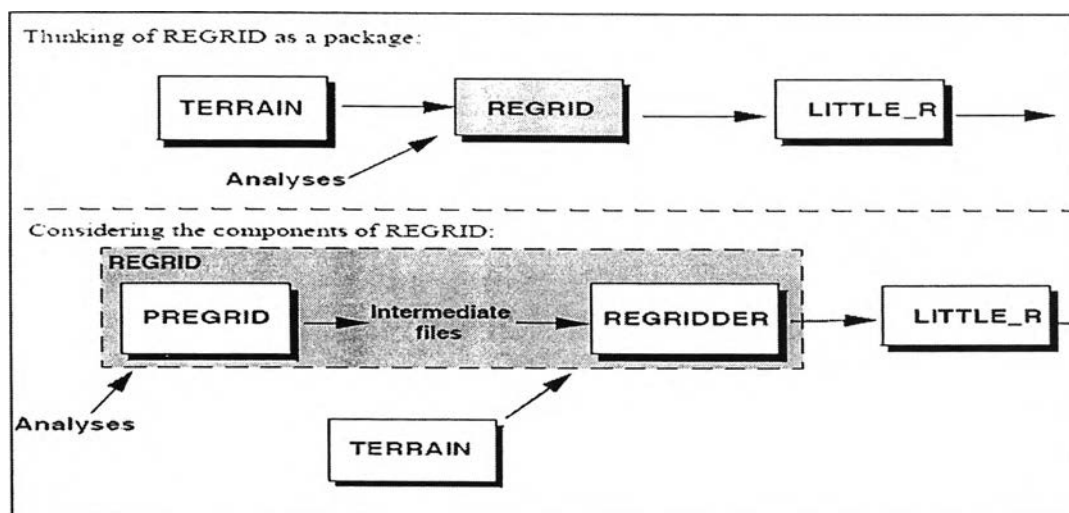 Thinking of REGRID as a package:
TERRAIN
REGRID
LITTLE_R
Analyses
Considering the components of REGRID:
REGRID
PREGRID
Intermediate
files
REGRIDDER
LITTLE_R
Analyses
TERRAIN